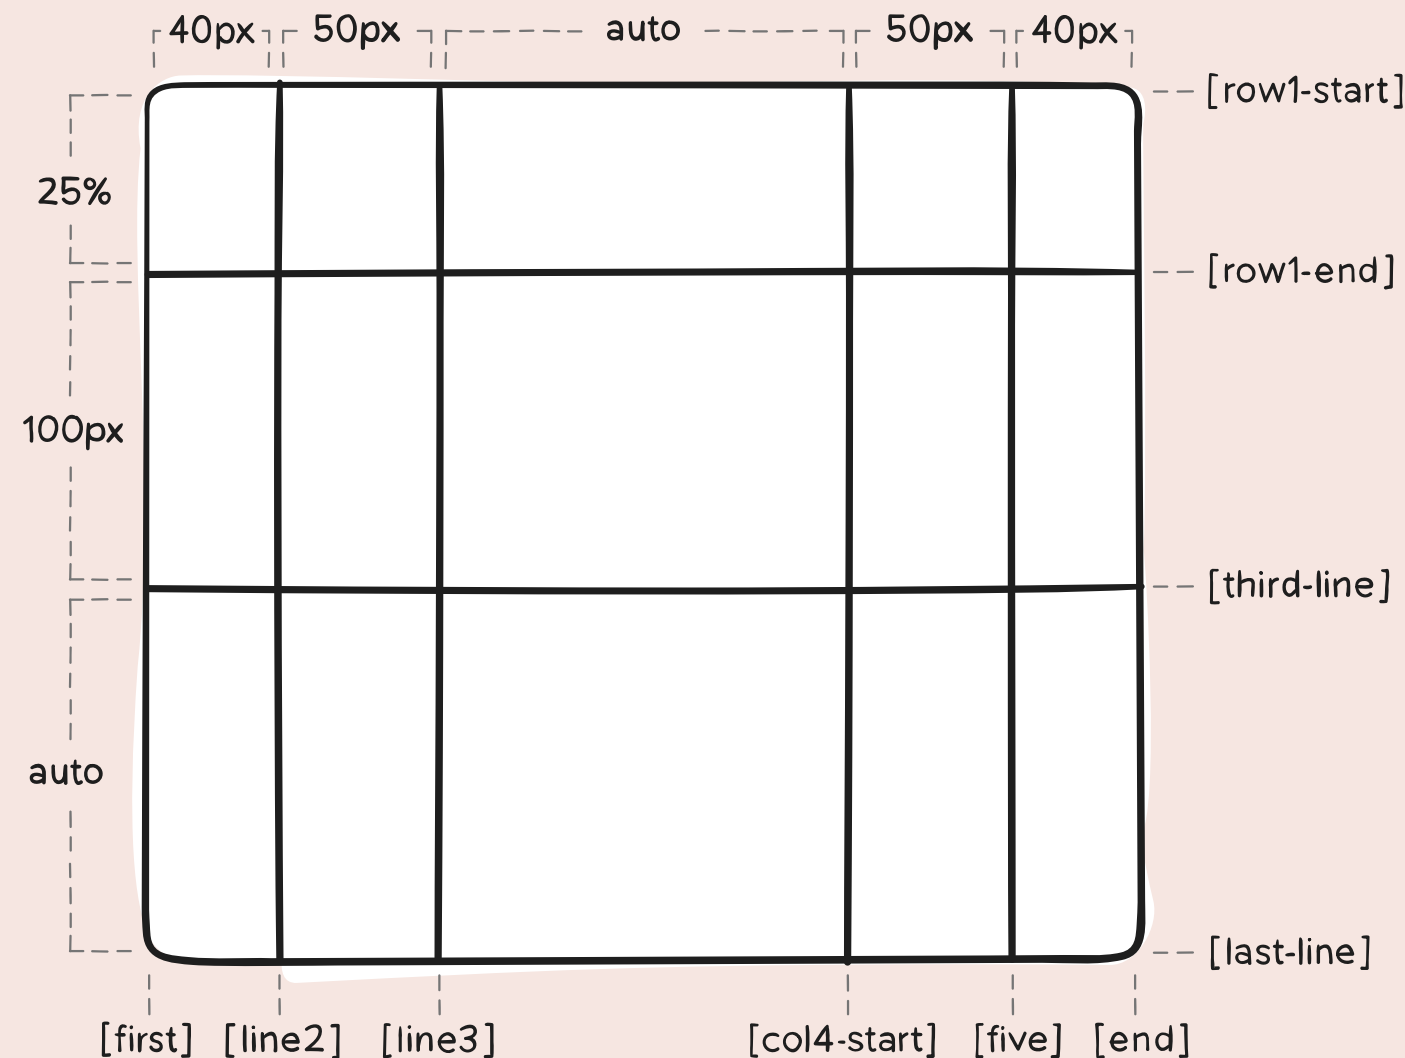 40px 50px auto 50px 40px
[row1-start]
25%
[row1-end]
100px
[third-line]
auto
[last-line]
[first] [line2] [line3] [col4-start] [five] [end]